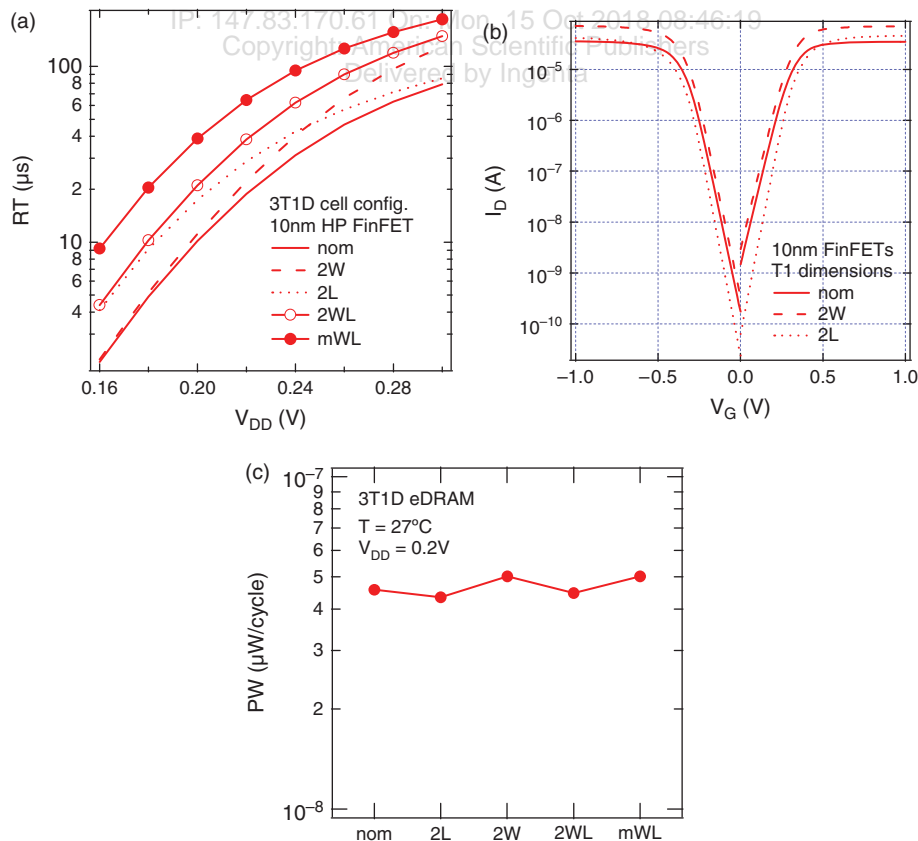 IP: 147.83.170.61 On: Mon, 15 Oct 2018 08:46:19
Copyright: American Scientific Publishers
Delivered by Ingenta
(a)
100
8
6
4
2
10
8
6
4
RT (µs)
3T1D cell config.
10nm HP FinFET
nom
2W
2L
2WL
mWL
0.16 0.20 0.24 0.28
V_DD (V)
(b)
10⁻⁵
10⁻⁶
10⁻⁷
10⁻⁸
10⁻⁹
10⁻¹⁰
I_D (A)
10nm FinFETs
T1 dimensions
nom
2W
2L
−1.0 −0.5 0.0 0.5 1.0
V_G (V)
(c)
10⁻⁷
9
8
7
6
5
4
3
2
10⁻⁸
PW (µW/cycle)
3T1D eDRAM
T = 27ºC
V_DD = 0.2V
nom 2L 2W 2WL mWL